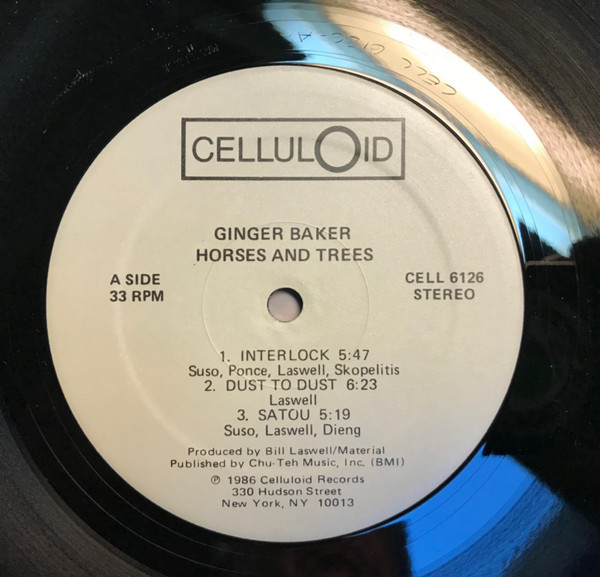 CELLULOID
GINGER BAKER
HORSES AND TREES
A SIDE
33 RPM
CELL 6126
STEREO
1. INTERLOCK 5:47
Suso, Ponce, Laswell, Skopelitis
2. DUST TO DUST 6:23
Laswell
3. SATOU 5:19
Suso, Laswell, Dieng
Produced by Bill Laswell/Material
Published by Chu-Teh Music, Inc. (BMI)
℗ 1986 Celluloid Records
330 Hudson Street
New York, NY 10013